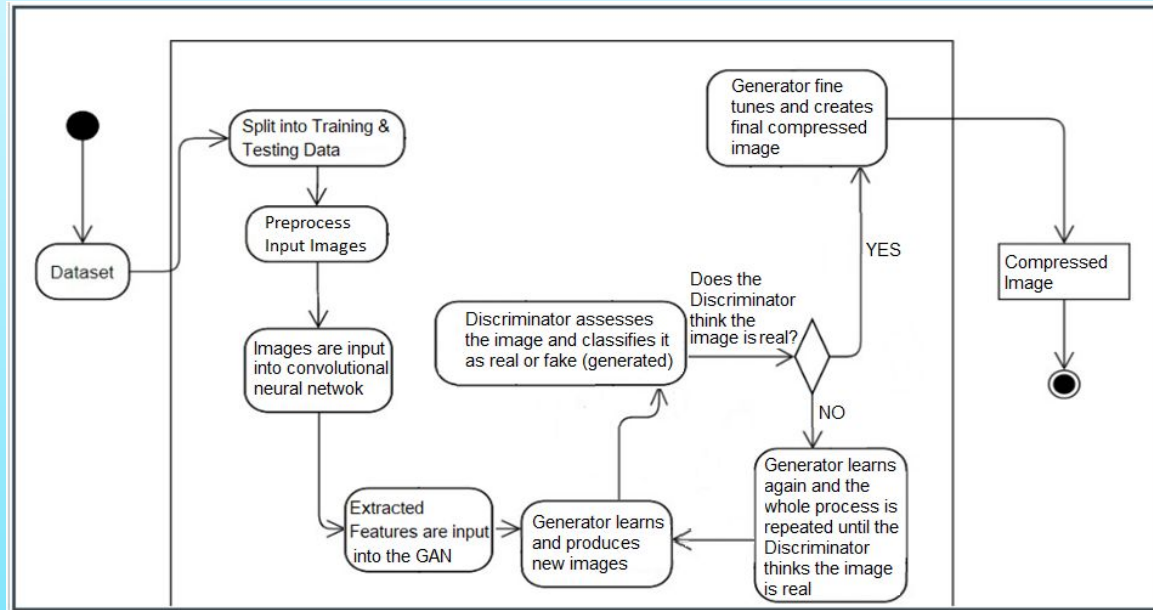 Dataset
Split into Training &
Testing Data
Preprocess
Input Images
Images are input
into convolutional
neural netwok
Extracted
Features are input
into the GAN
Generator learns
and produces
new images
Discriminator assesses
the image and classifies it
as real or fake (generated)
Does the
Discriminator
think the
image is real?
YES
NO
Generator fine
tunes and creates
final compressed
image
Generator learns
again and the
whole process is
repeated until the
Discriminator
thinks the image
is real
Compressed
Image